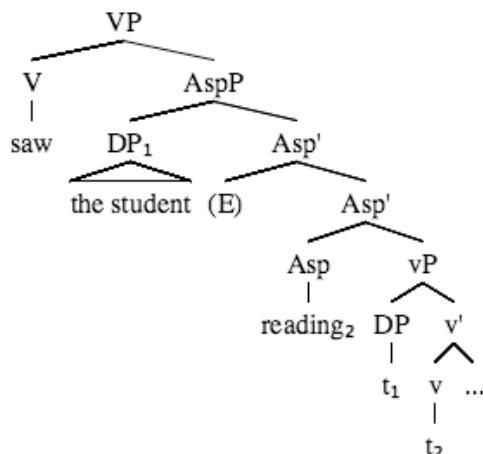 VP
V AspP
saw DP₁ Asp'
the student (E) Asp'
Asp vP
reading₂ DP v'
t₁ v ...
t₂